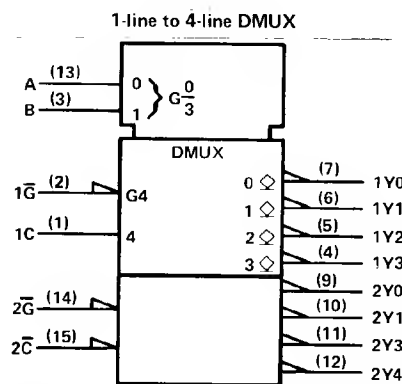 1-line to 4-line DMUX
A (13) 0 } G 0/3
B (3) 1
DMUX
1G̅ (2) G4 0 ◇ (7) 1Y0
1C (1) 4 1 ◇ (6) 1Y1
2 ◇ (5) 1Y2
3 ◇ (4) 1Y3
2G̅ (14) (9) 2Y0
(10) 2Y1
2C̅ (15) (11) 2Y3
(12) 2Y4